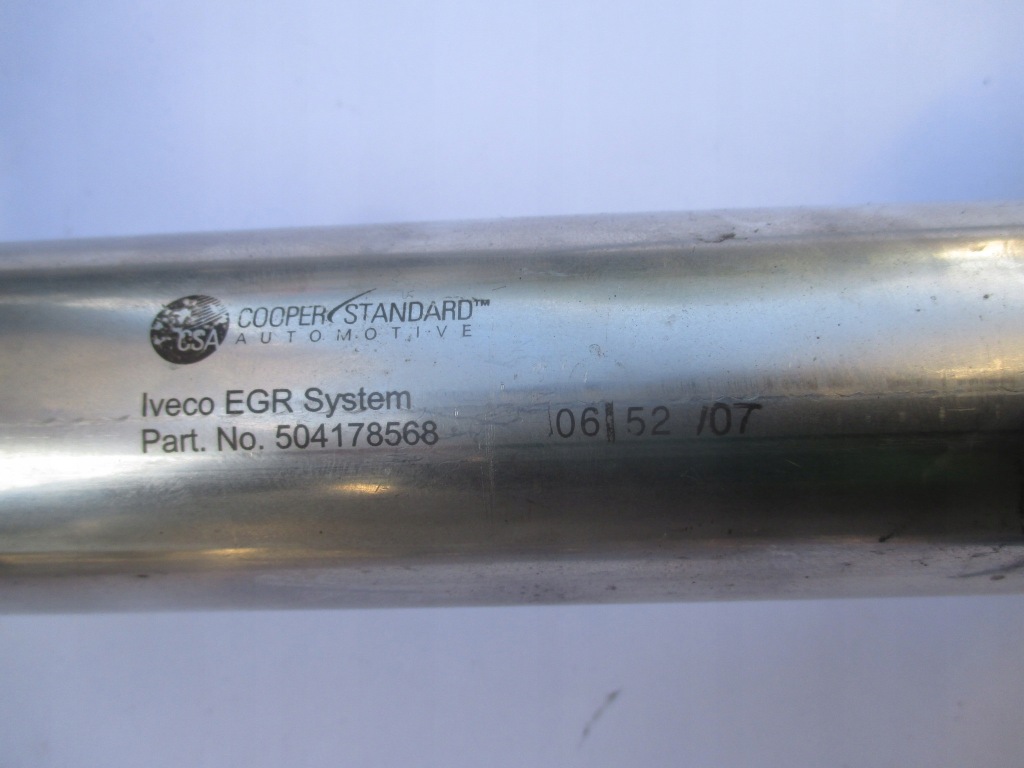 CSA
COOPER STANDARD™
AUTOMOTIVE
Iveco EGR System
Part. No. 504178568
06 52 /07